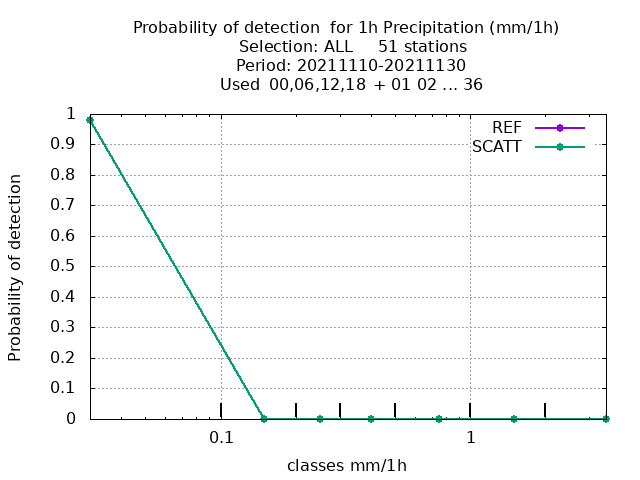 Probability of detection  for 1h Precipitation (mm/1h)
Selection: ALL     51 stations
Period: 20211110-20211130
Used  00,06,12,18  + 01 02 ... 36
REF
SCATT
1
0.9
0.8
0.7
0.6
0.5
0.4
0.3
0.2
0.1
0
Probability of detection
0.1
1
classes mm/1h